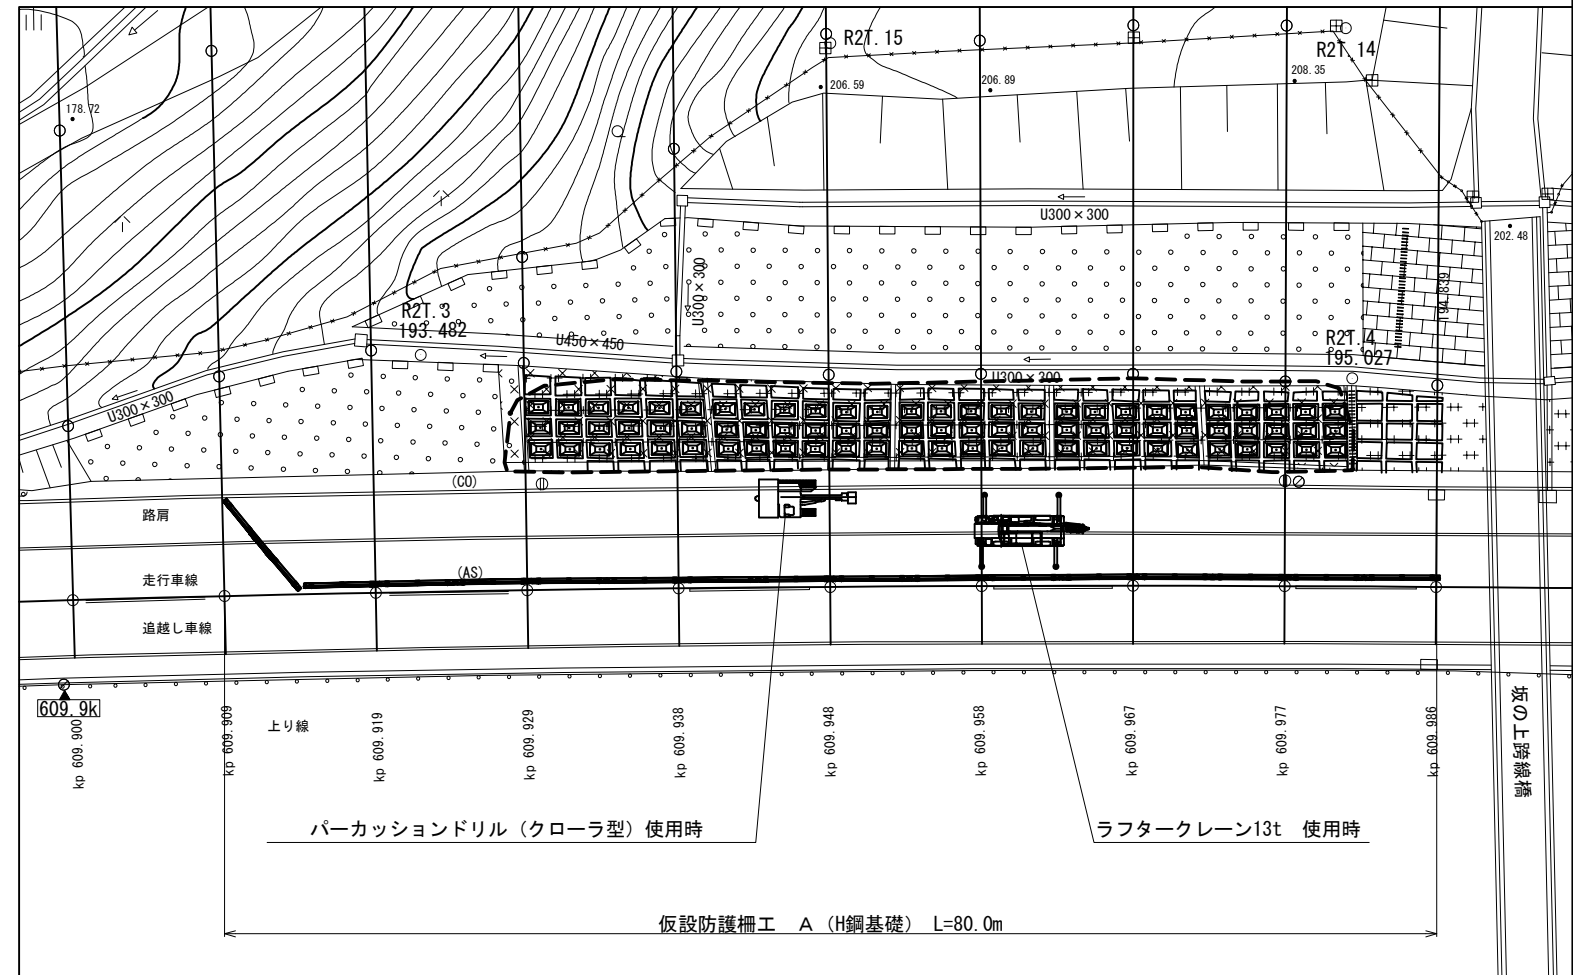 R2T.15
R2T.14
178.72
206.59
206.89
208.35
U300×300
202.48
U300×300
194.839
R2T.3
193.482
U450×450
R2T.4
195.027
U300×300
U300×300
(CO)
路肩
(AS)
走行車線
追越し車線
609.9k
上り線
kp 609.900
kp 609.909
kp 609.919
kp 609.929
kp 609.938
kp 609.948
kp 609.958
kp 609.967
kp 609.977
kp 609.986
坂の上跨線橋
パーカッションドリル（クローラ型）使用時
ラフタークレーン13t　使用時
仮設防護柵工　A（H鋼基礎）　L=80.0m